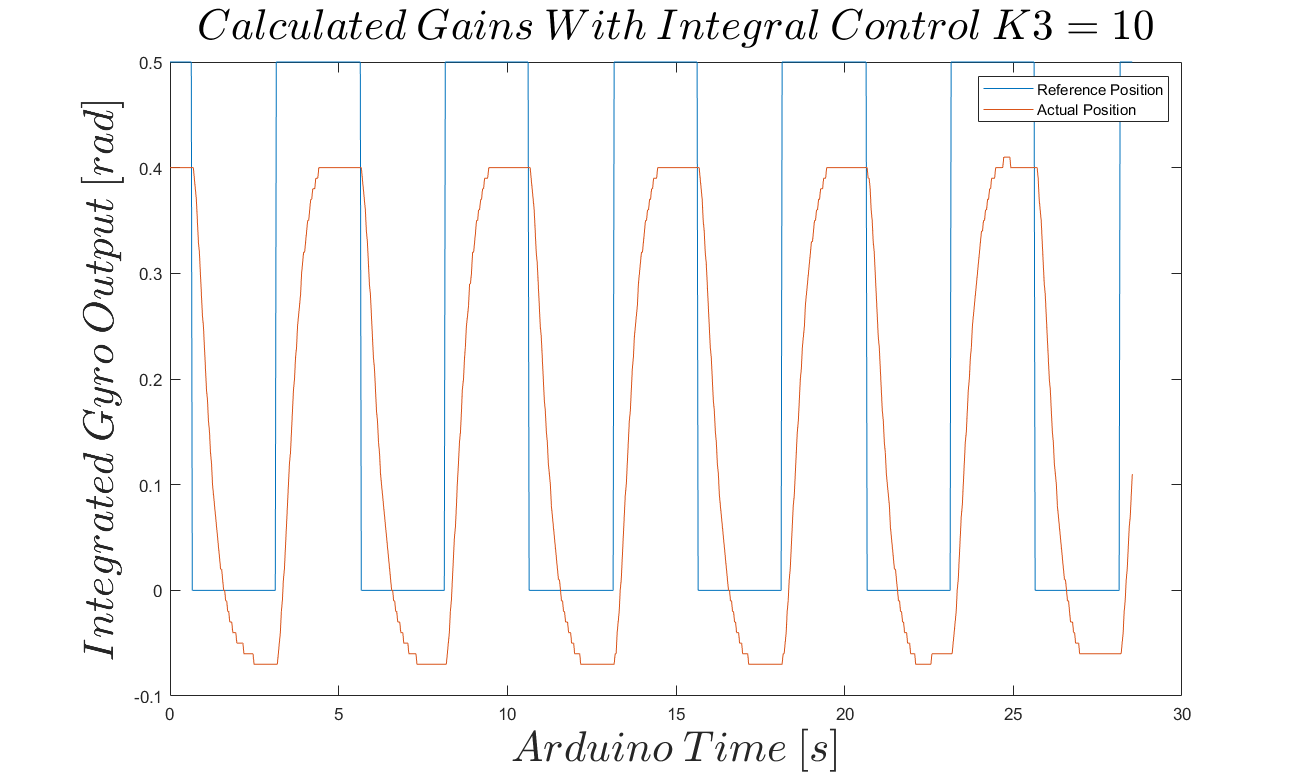 Calculated Gains With Integral Control K3 = 10
0.5
Reference Position
Actual Position
0.4
0.3
0.2
0.1
0
-0.1
Integrated Gyro Output [rad]
0 5 10 15 20 25 30
Arduino Time [s]